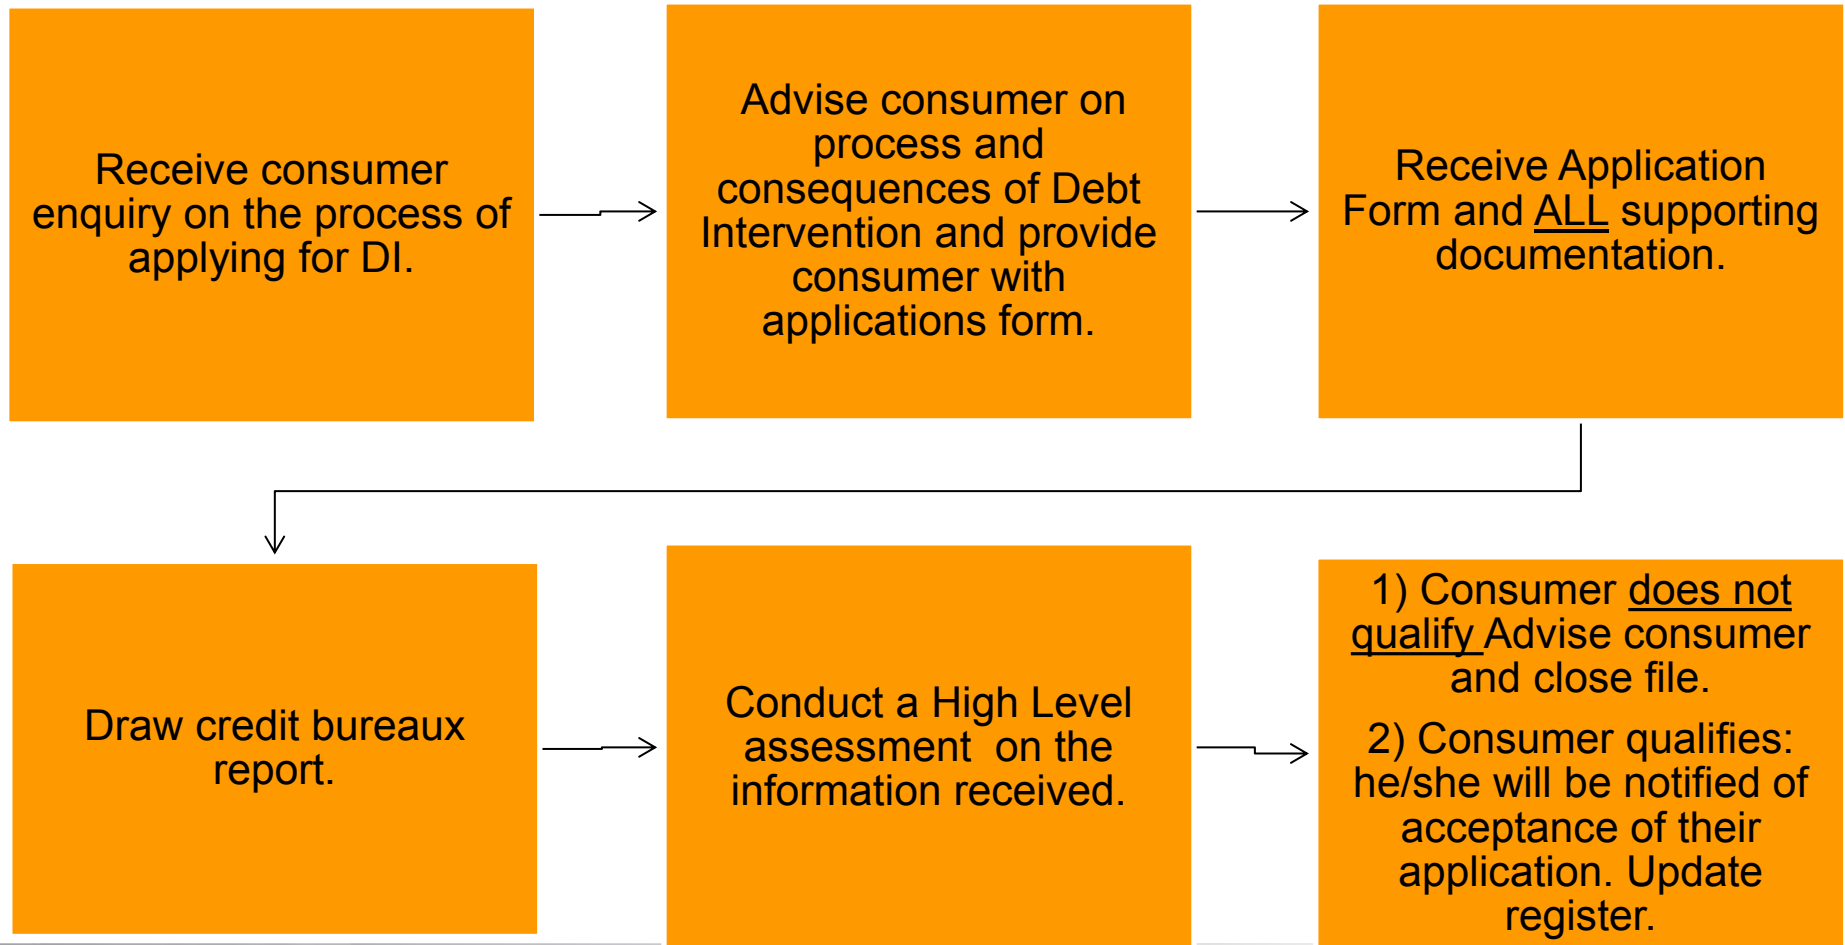 Receive consumer
enquiry on the process of
applying for DI.
Advise consumer on
process and
consequences of Debt
Intervention and provide
consumer with
applications form.
Receive Application
Form and ALL supporting
documentation.
Draw credit bureaux
report.
Conduct a High Level
assessment on the
information received.
1) Consumer does not
qualify Advise consumer
and close file.
2) Consumer qualifies:
he/she will be notified of
acceptance of their
application. Update
register.